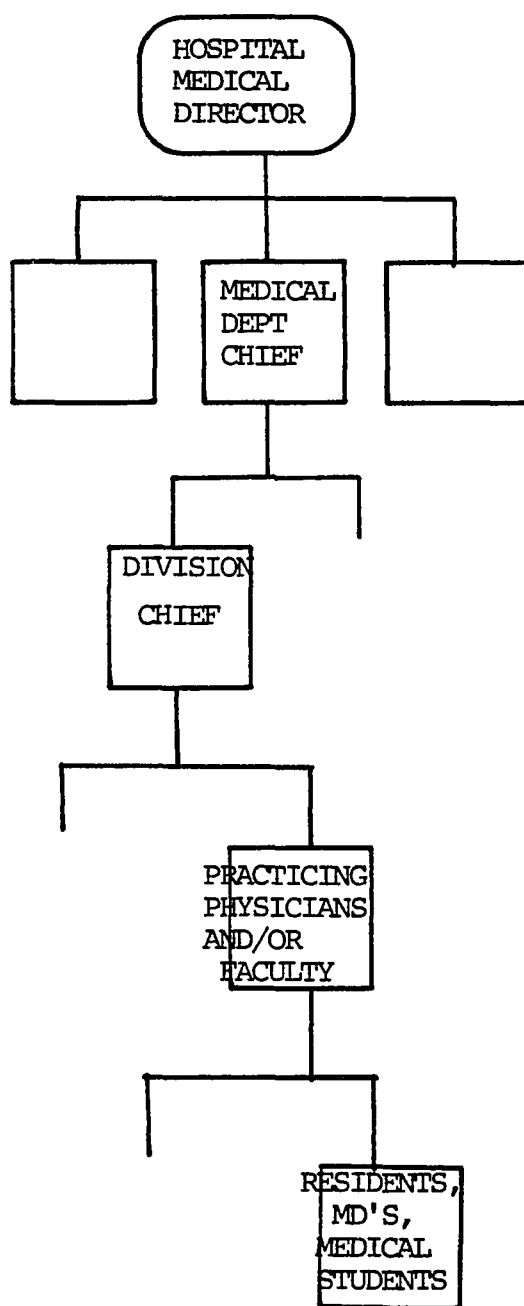 HOSPITAL
MEDICAL
DIRECTOR
MEDICAL
DEPT
CHIEF
DIVISION
CHIEF
PRACTICING
PHYSICIANS
AND/OR
FACULTY
RESIDENTS,
MD'S,
MEDICAL
STUDENTS